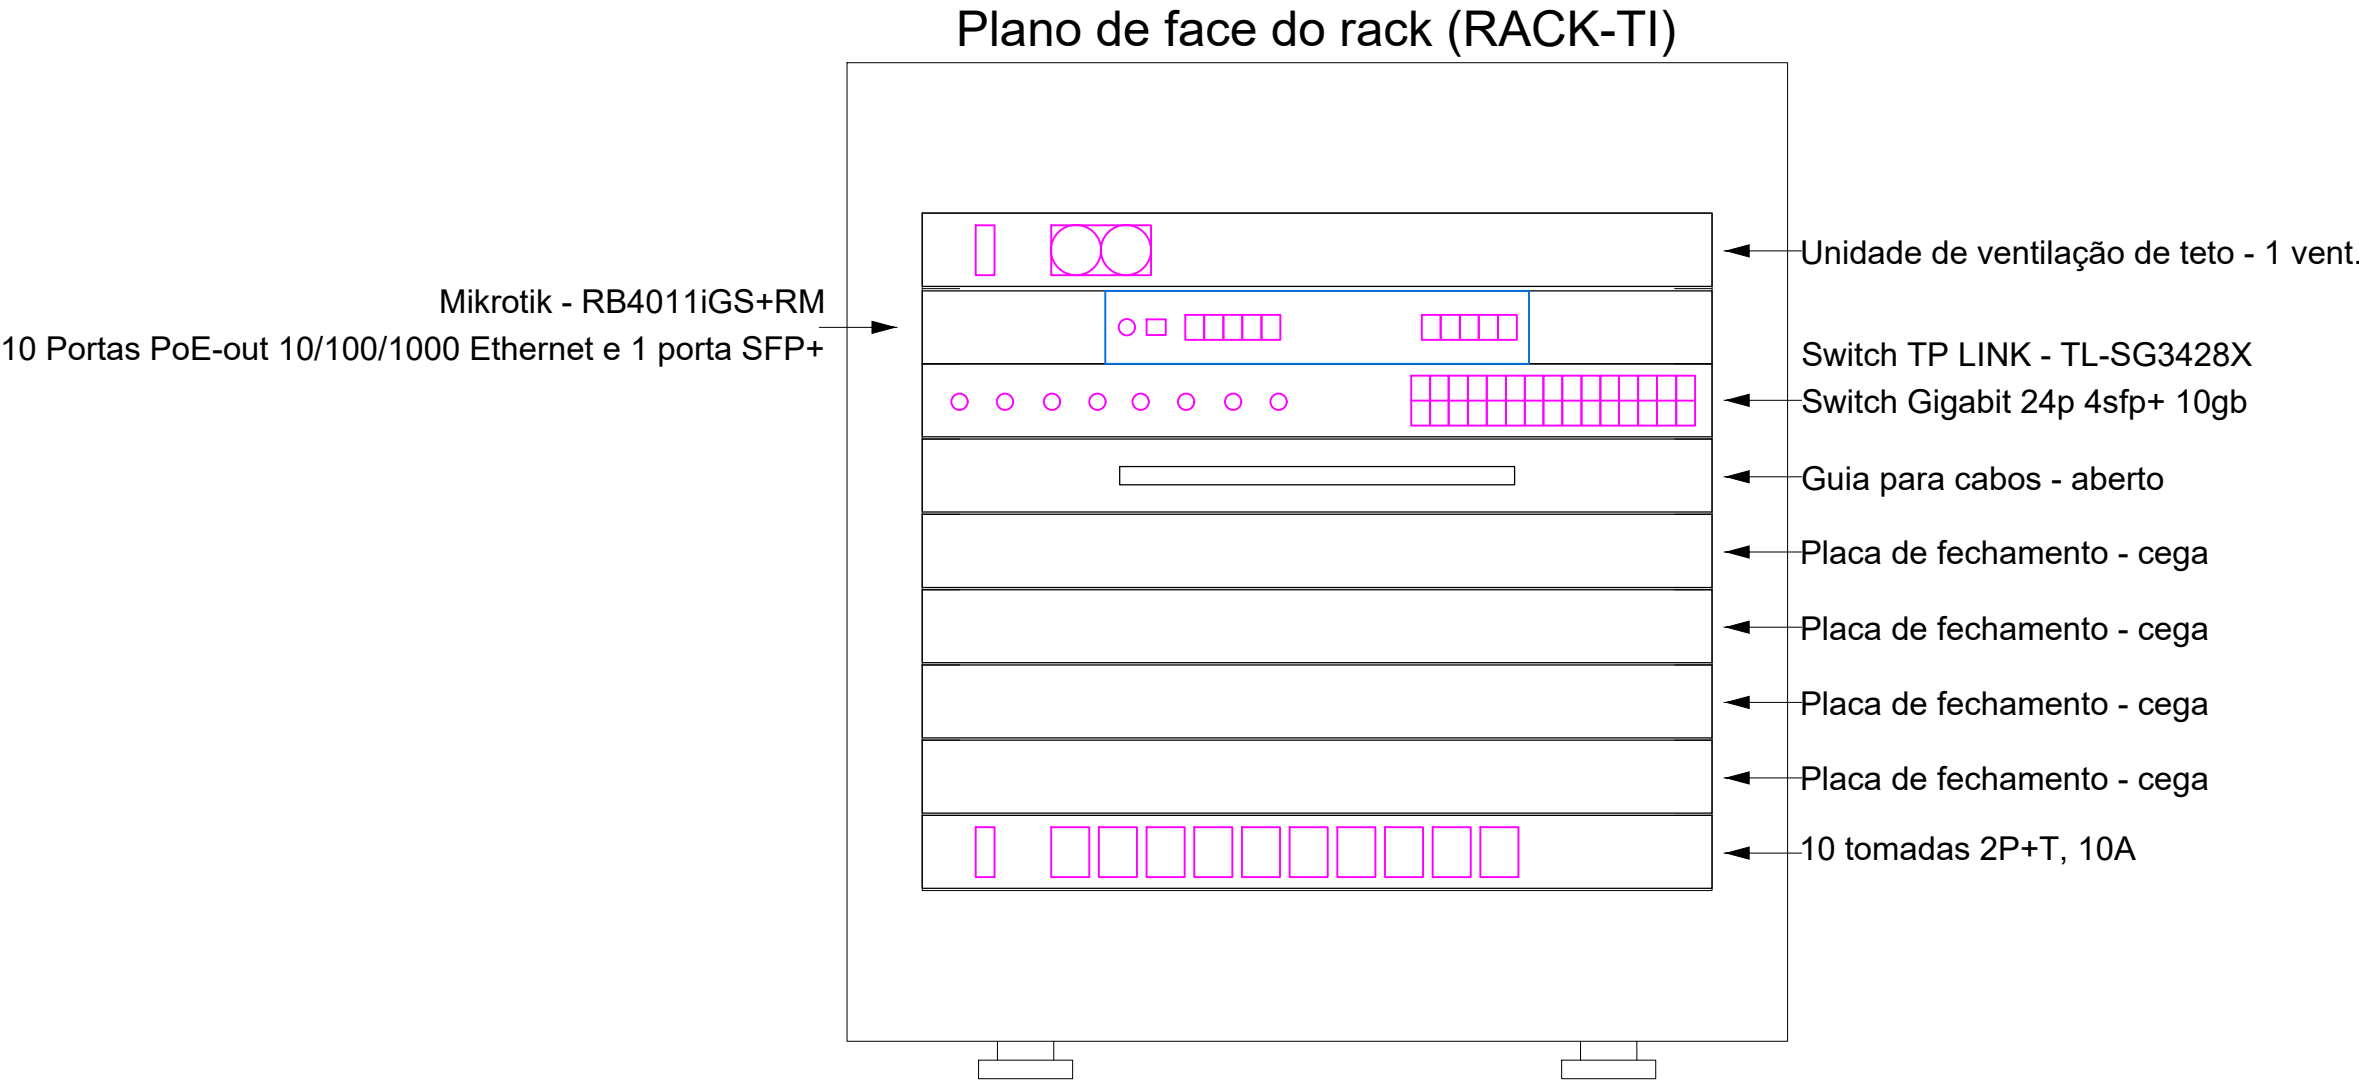 Plano de face do rack (RACK-TI)
Unidade de ventilação de teto - 1 vent.
Mikrotik - RB4011iGS+RM
10 Portas PoE-out 10/100/1000 Ethernet e 1 porta SFP+
Switch TP LINK - TL-SG3428X
Switch Gigabit 24p 4sfp+ 10gb
Guia para cabos - aberto
Placa de fechamento - cega
Placa de fechamento - cega
Placa de fechamento - cega
Placa de fechamento - cega
10 tomadas 2P+T, 10A